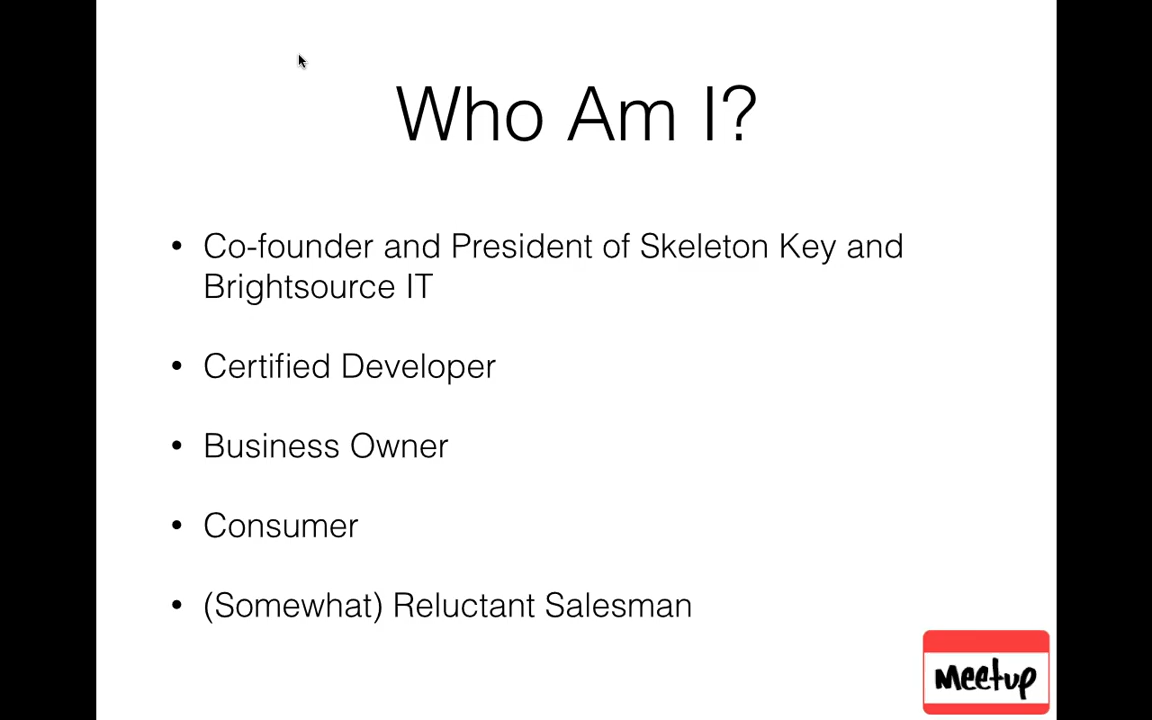 Who Am I?
• Co-founder and President of Skeleton Key and
Brightsource IT
• Certified Developer
• Business Owner
• Consumer
• (Somewhat) Reluctant Salesman
Meetup